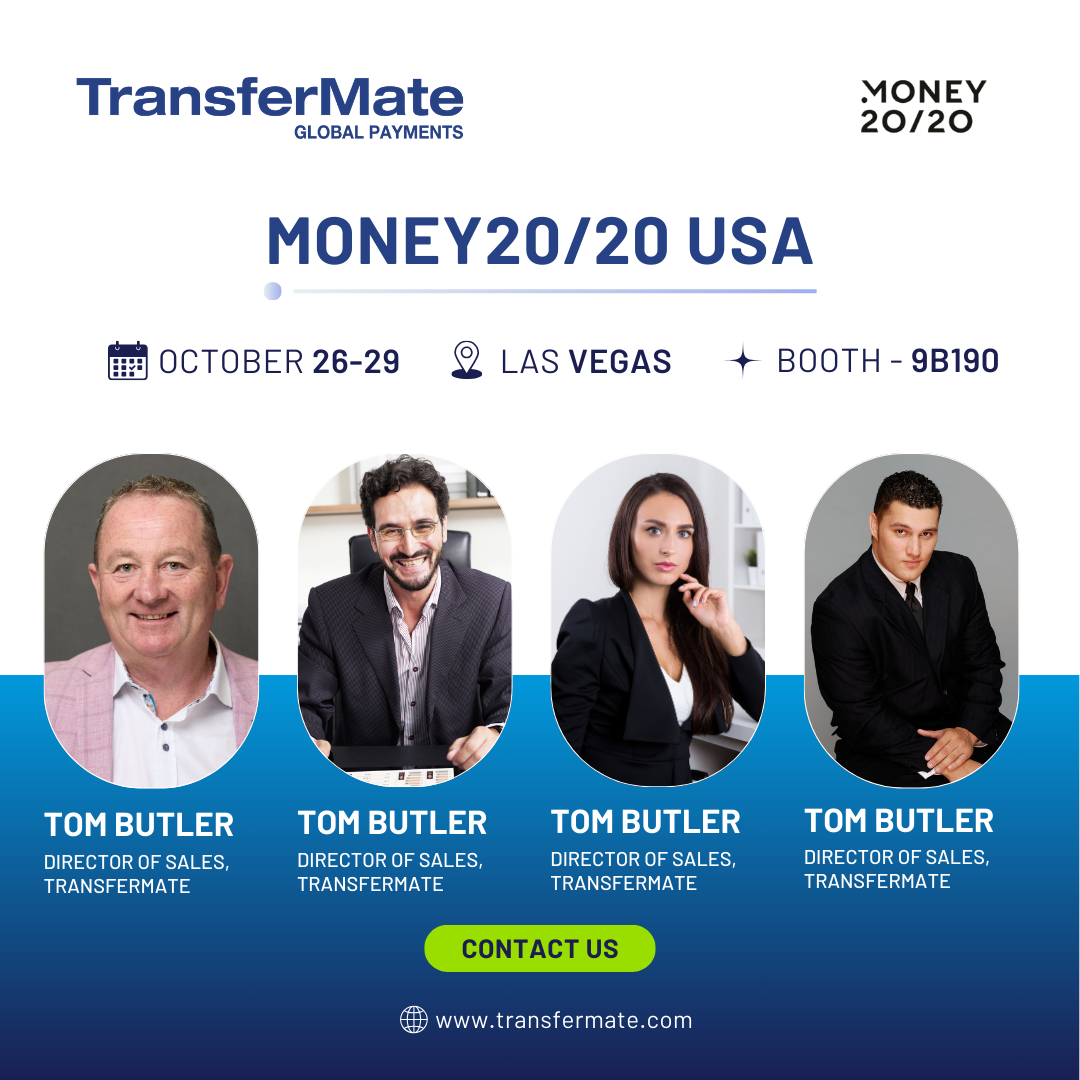 TransferMate
GLOBAL PAYMENTS
MONEY
20/20
MONEY20/20 USA
OCTOBER 26-29
LAS VEGAS
BOOTH - 9B190
TOM BUTLER
DIRECTOR OF SALES,
TRANSFERMATE
TOM BUTLER
DIRECTOR OF SALES,
TRANSFERMATE
TOM BUTLER
DIRECTOR OF SALES,
TRANSFERMATE
TOM BUTLER
DIRECTOR OF SALES,
TRANSFERMATE
CONTACT US
www.transfermate.com